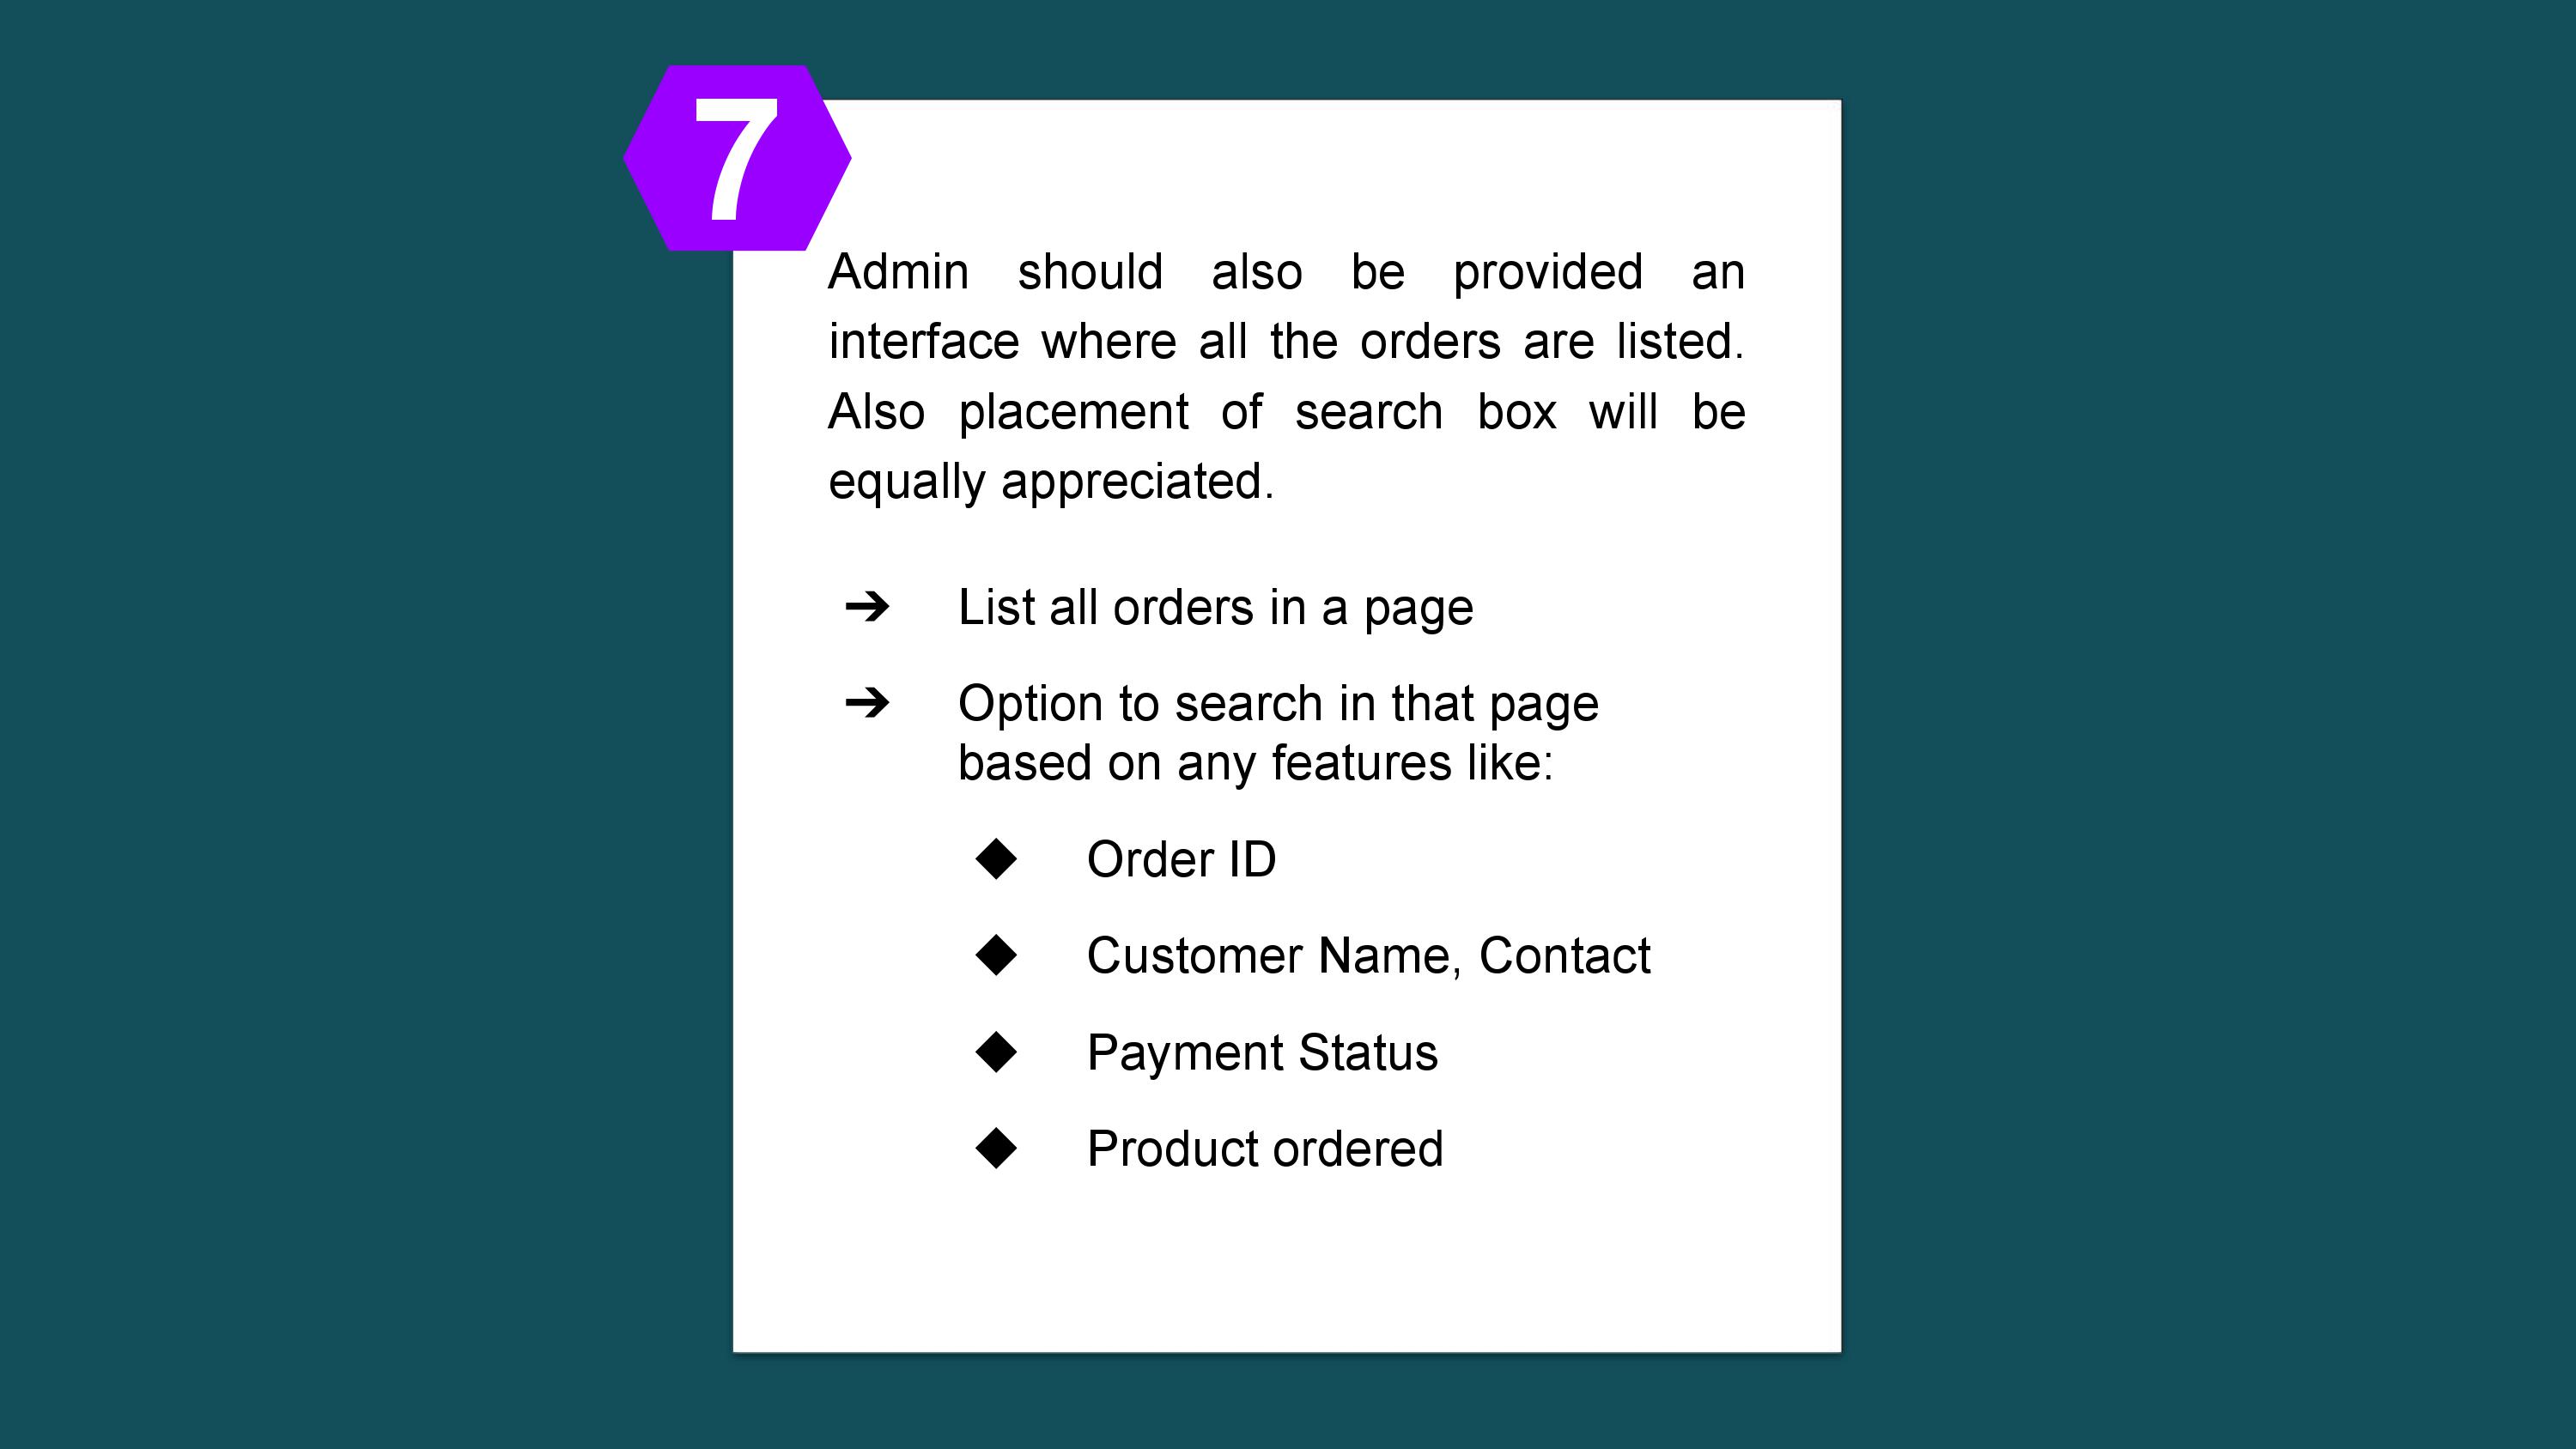 7
Admin should also be provided an
interface where all the orders are listed.
Also placement of search box will be
equally appreciated.
➔ List all orders in a page
➔ Option to search in that page
based on any features like:
◆ Order ID
◆ Customer Name, Contact
◆ Payment Status
◆ Product ordered